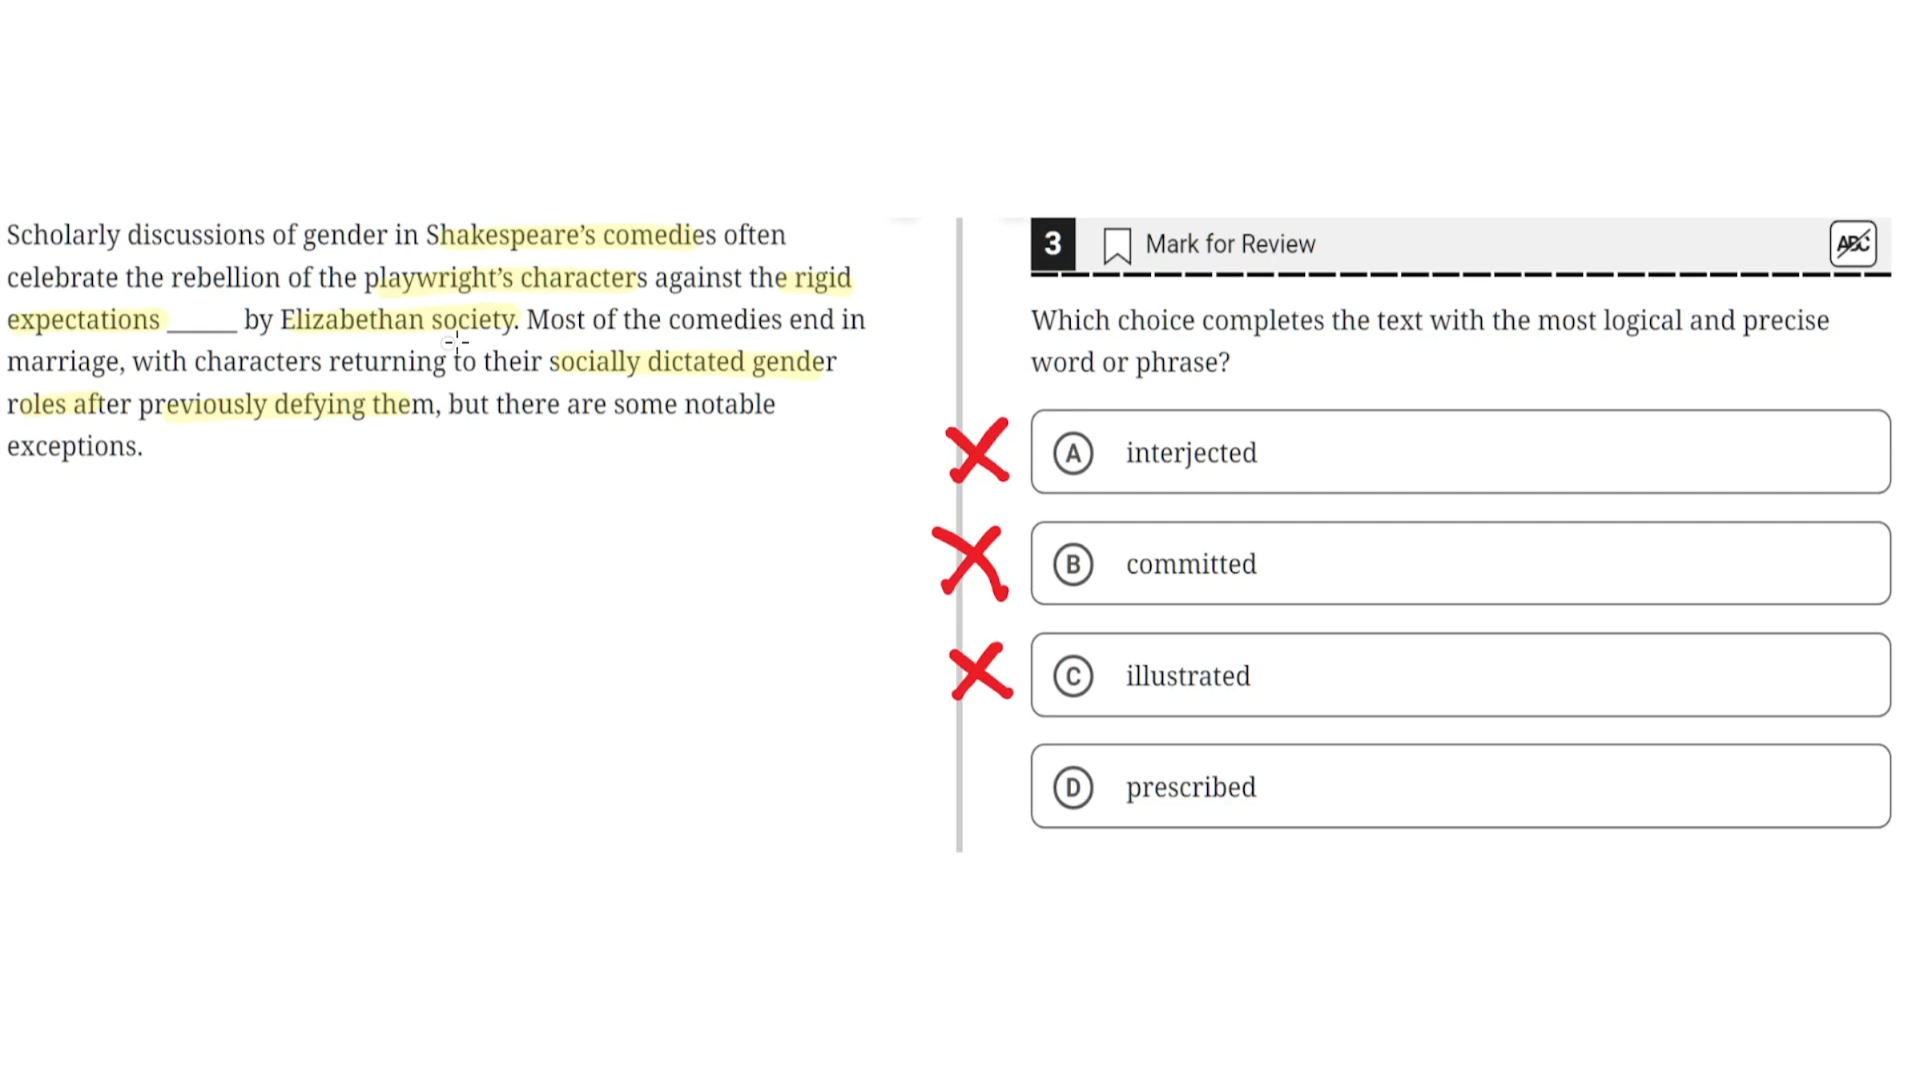 Scholarly discussions of gender in Shakespeare’s comedies often
celebrate the rebellion of the playwright’s characters against the rigid
expectations ______ by Elizabethan society. Most of the comedies end in
marriage, with characters returning to their socially dictated gender
roles after previously defying them, but there are some notable
exceptions.
3 Mark for Review ABC
Which choice completes the text with the most logical and precise
word or phrase?
A interjected
B committed
C illustrated
D prescribed